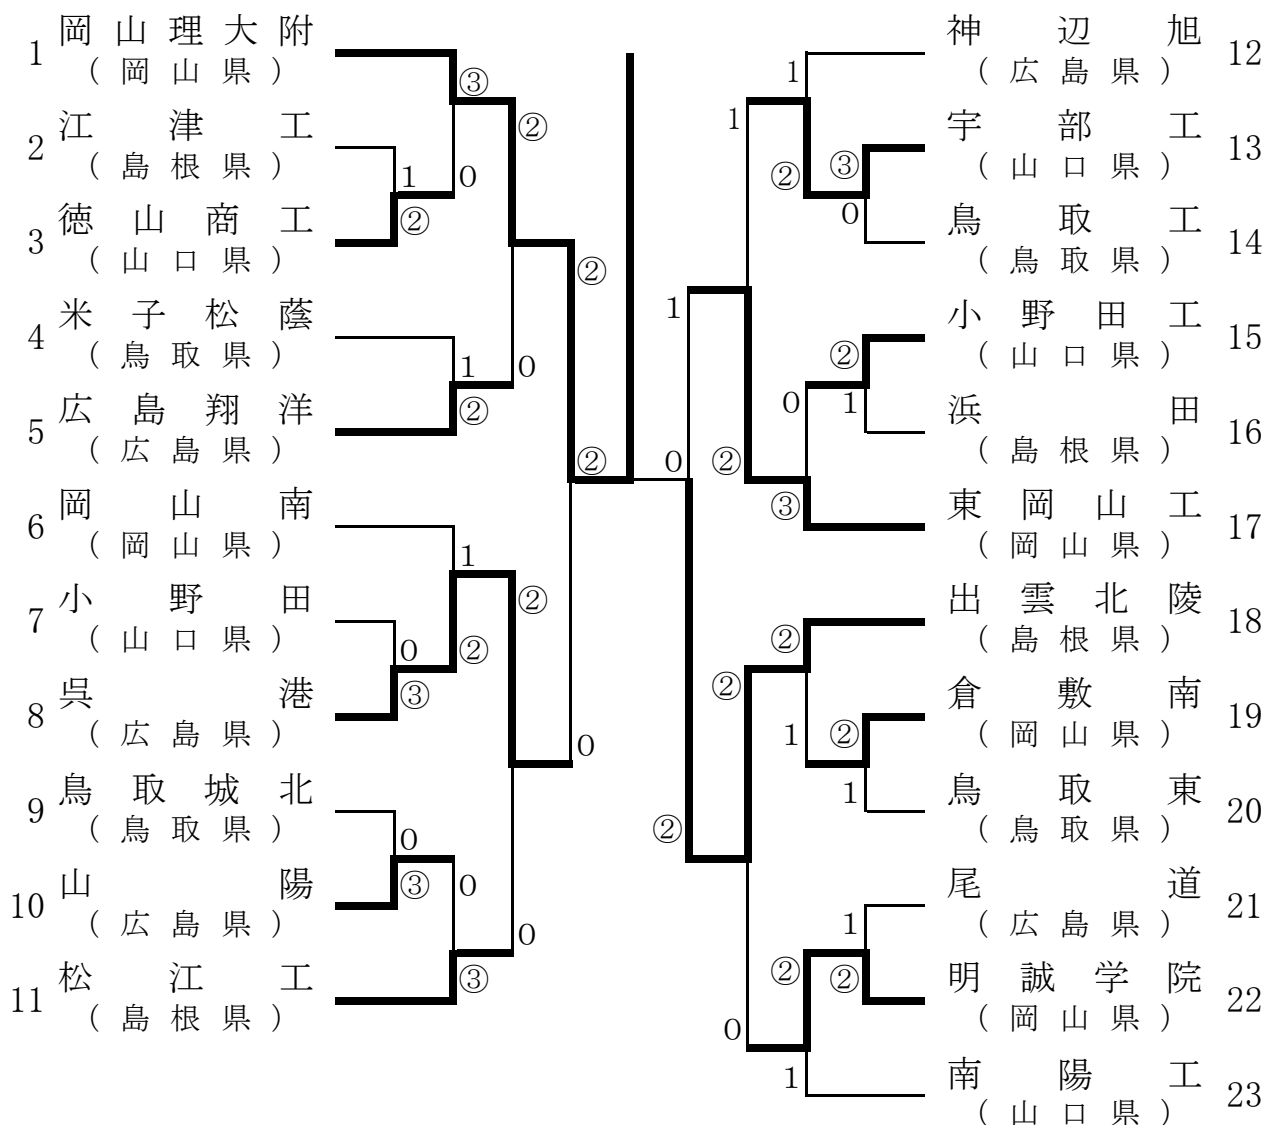 1 岡山理大附
(岡山県)
2 江津工
(島根県)
3 徳山商工
(山口県)
4 米子松蔭
(鳥取県)
5 広島翔洋
(広島県)
6 岡山南
(岡山県)
7 小野田
(山口県)
8 呉港
(広島県)
9 鳥取城北
(鳥取県)
10 山陽
(広島県)
11 松江工
(島根県)
③
②
1 0
②
②
1 0
②
②
1
②
0 ②
③
0
0
③ 0
0
③
0
1
1
② ③
0
1
②
0 1
②
③
②
②
1 ②
1
②
1
② ②
0
1
神辺旭 12
(広島県)
宇部工 13
(山口県)
鳥取工 14
(鳥取県)
小野田工 15
(山口県)
浜田 16
(島根県)
東岡山工 17
(岡山県)
出雲北陵 18
(島根県)
倉敷南 19
(岡山県)
鳥取東 20
(鳥取県)
尾道 21
(広島県)
明誠学院 22
(岡山県)
南陽工 23
(山口県)